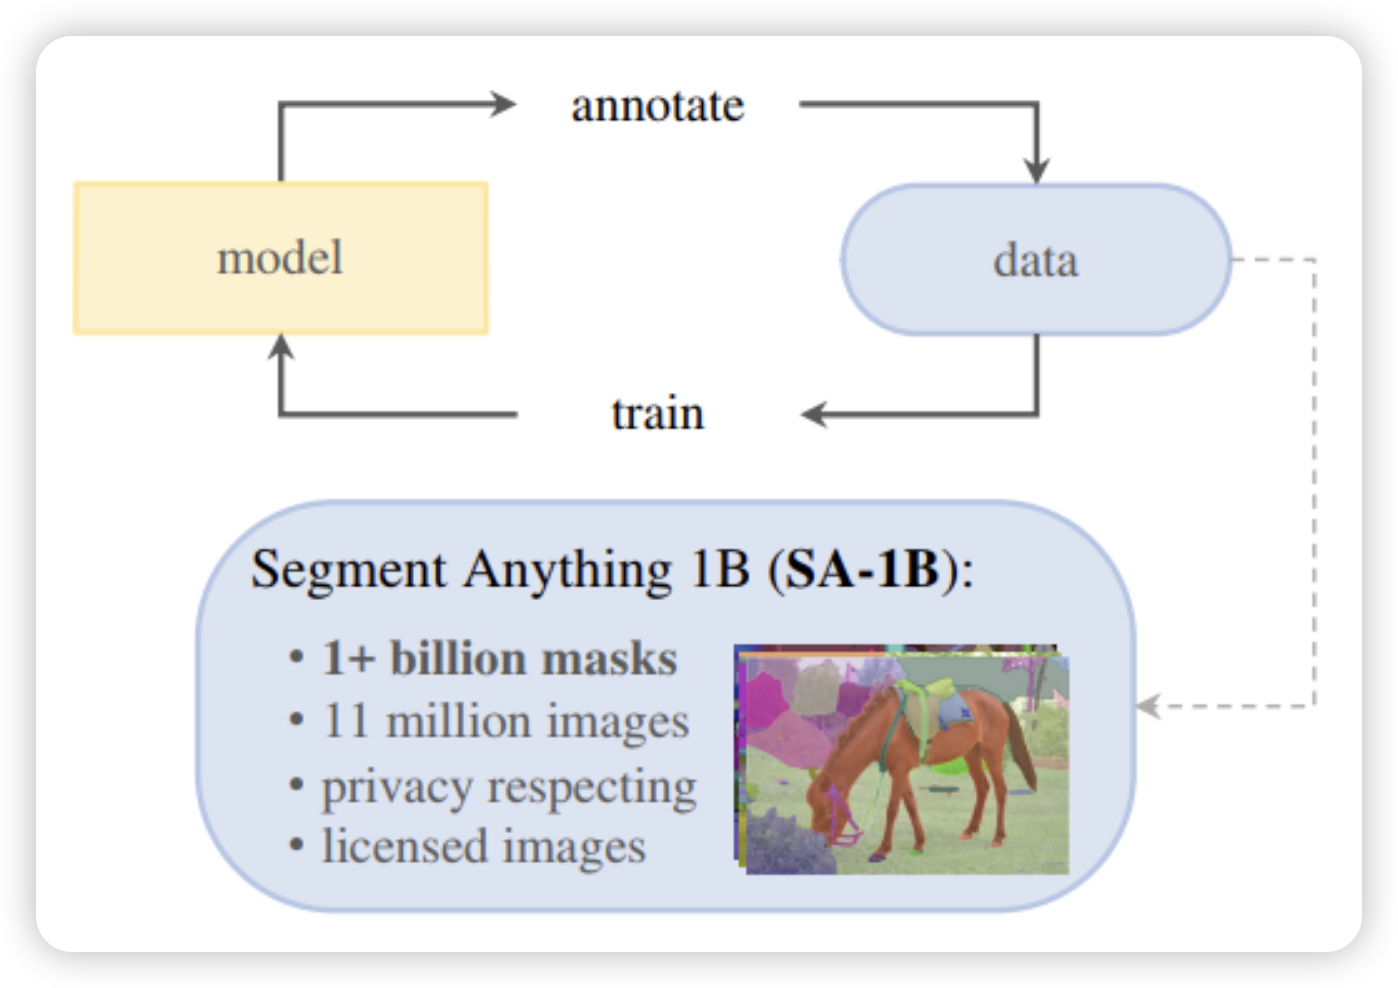 annotate
model
data
train
Segment Anything 1B (SA-1B):
• 1+ billion masks
• 11 million images
• privacy respecting
• licensed images